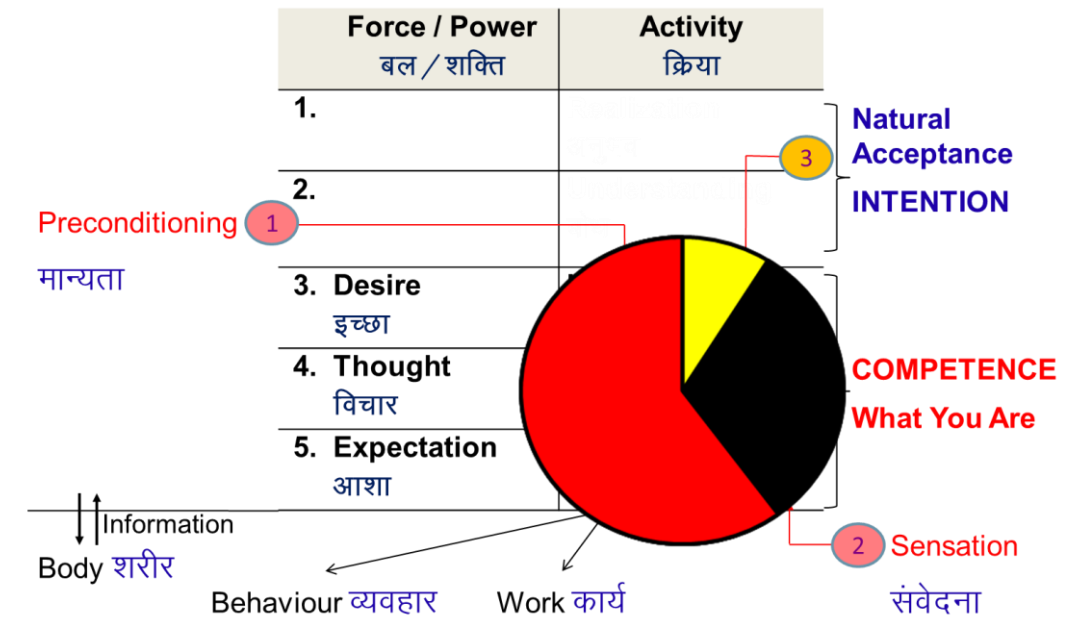 Force / Power
बल / शक्ति
Activity
क्रिया
1.
Natural
Acceptance
3
INTENTION
2.
Preconditioning
1
मान्यता
3. Desire
इच्छा
4. Thought
विचार
COMPETENCE
What You Are
5. Expectation
आशा
Information
Body शरीर
2
Sensation
Behaviour व्यवहार
Work कार्य
संवेदना